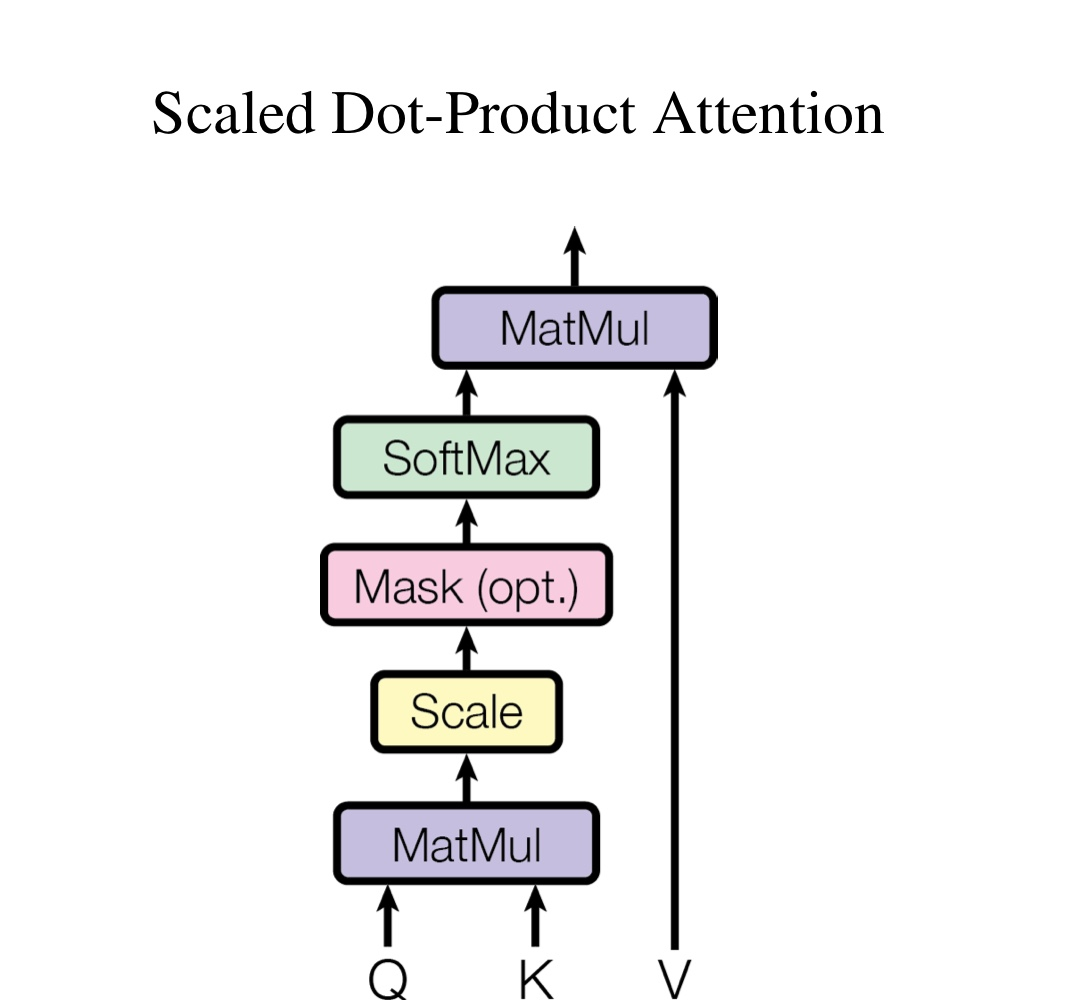 Scaled Dot-Product Attention
MatMul
SoftMax
Mask (opt.)
Scale
MatMul
Q K V